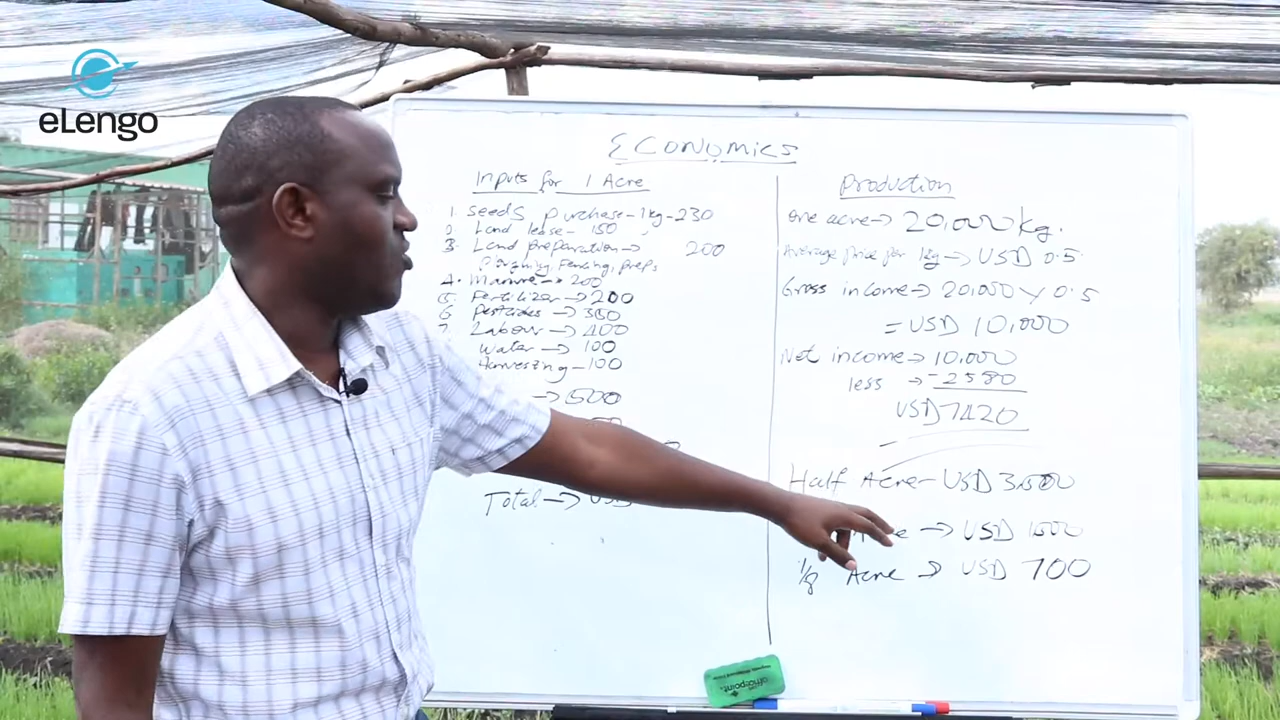 eLengo
ECONOMICS
Inputs for 1 Acre
1. Seeds purchase - 1kg - 230
2. Land lease - 150
3. Land preparation → 200
Ploughing, Fencing, preps
4. Manure → 200
5. Fertilizer → 200
6 Pesticides → 300
7. Labour → 400
Water → 100
Harvesting - 100
→ 500
Total → USD
Production
One acre → 20,000 kg.
Average Price per 1kg → USD 0.5
Gross income → 20,000 × 0.5
= USD 10,000
Net income → 10,000
less → - 2580
USD 7420
Half Acre - USD 3,500
→ USD 1500
1/8 Acre → USD 700
officepoint